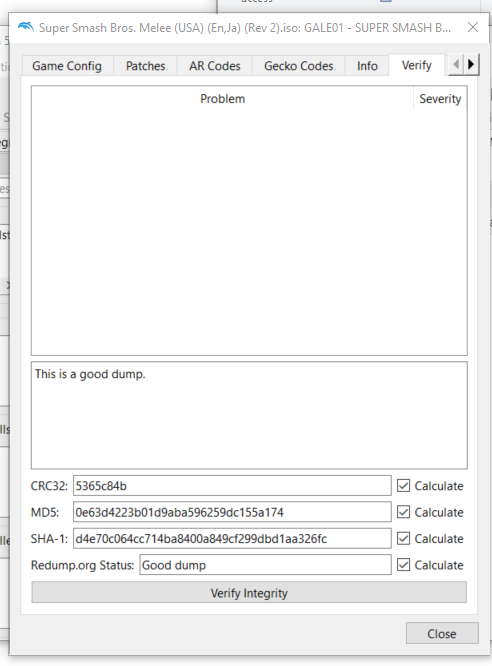 access
Super Smash Bros. Melee (USA) (En,Ja) (Rev 2).iso: GALE01 - SUPER SMASH B...
Game Config Patches AR Codes Gecko Codes Info Verify
Problem Severity
This is a good dump.
CRC32: 5365c84b Calculate
MD5: 0e63d4223b01d9aba596259dc155a174 Calculate
SHA-1: d4e70c064cc714ba8400a849cf299dbd1aa326fc Calculate
Redump.org Status: Good dump Calculate
Verify Integrity
Close